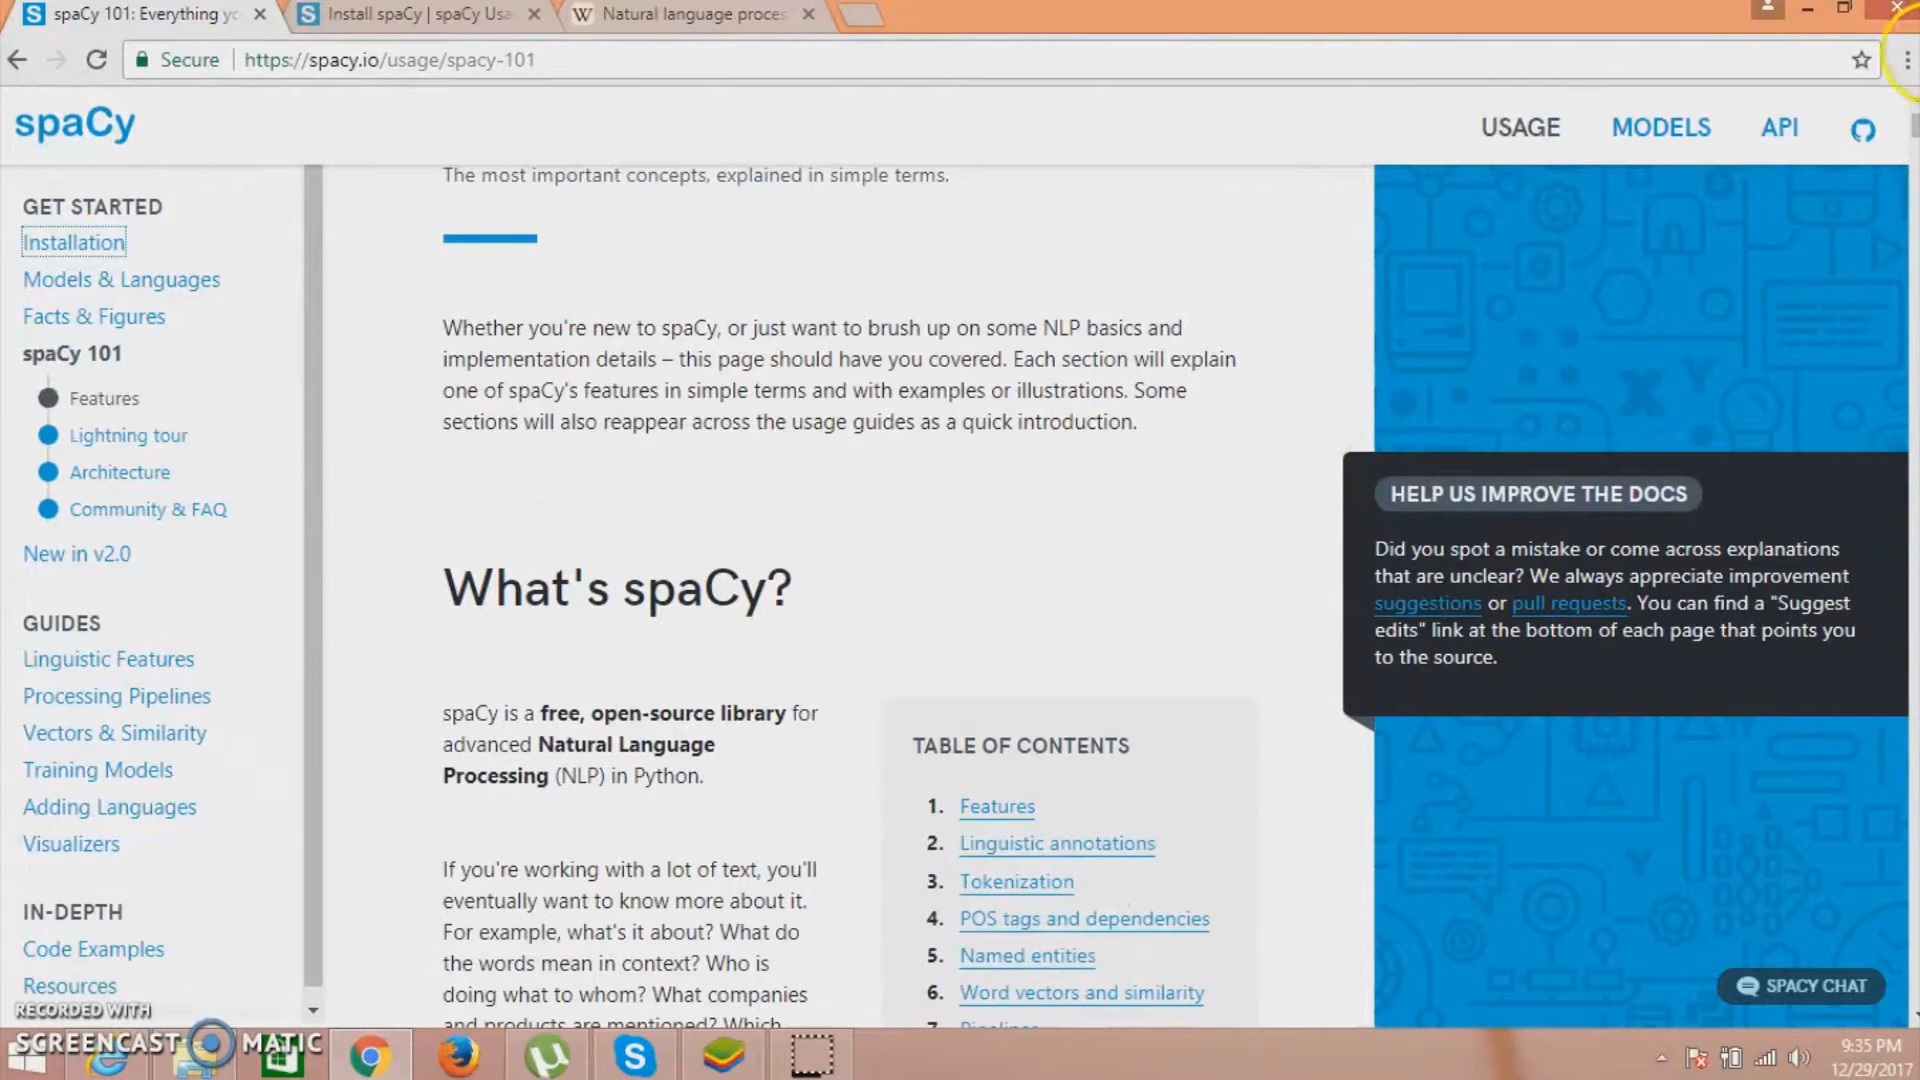 spaCy 101: Everything yo
Install spaCy | spaCy Usa
W Natural language proces
Secure
https://spacy.io/usage/spacy-101
spaCy
USAGE
MODELS
API
GET STARTED
Installation
Models & Languages
Facts & Figures
spaCy 101
Features
Lightning tour
Architecture
Community & FAQ
New in v2.0
GUIDES
Linguistic Features
Processing Pipelines
Vectors & Similarity
Training Models
Adding Languages
Visualizers
IN-DEPTH
Code Examples
Resources
The most important concepts, explained in simple terms.
Whether you're new to spaCy, or just want to brush up on some NLP basics and
implementation details – this page should have you covered. Each section will explain
one of spaCy's features in simple terms and with examples or illustrations. Some
sections will also reappear across the usage guides as a quick introduction.
What's spaCy?
spaCy is a free, open-source library for
advanced Natural Language
Processing (NLP) in Python.
If you're working with a lot of text, you'll
eventually want to know more about it.
For example, what's it about? What do
the words mean in context? Who is
doing what to whom? What companies
and products are mentioned? Which
TABLE OF CONTENTS
1. Features
2. Linguistic annotations
3. Tokenization
4. POS tags and dependencies
5. Named entities
6. Word vectors and similarity
7. Pipelines
HELP US IMPROVE THE DOCS
Did you spot a mistake or come across explanations
that are unclear? We always appreciate improvement
suggestions or pull requests. You can find a "Suggest
edits" link at the bottom of each page that points you
to the source.
SPACY CHAT
RECORDED WITH
SCREENCAST MATIC
9:35 PM
12/29/2017